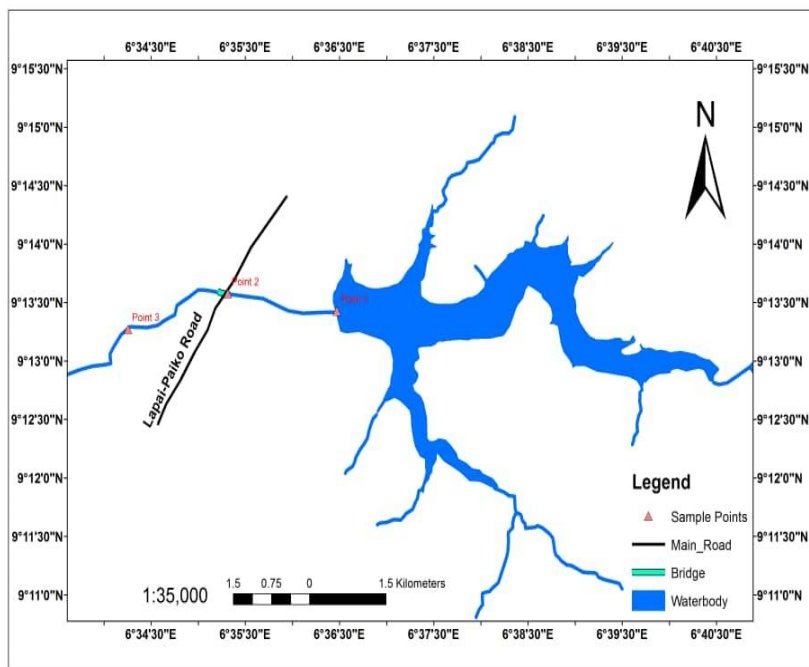 6°34'30"E 6°35'30"E 6°36'30"E 6°37'30"E 6°38'30"E 6°39'30"E 6°40'30"E
9°15'30"N 9°15'30"N
9°15'0"N 9°15'0"N
N
9°14'30"N 9°14'30"N
9°14'0"N 9°14'0"N
Point 2
9°13'30"N 9°13'30"N
Point 3
9°13'0"N 9°13'0"N
Lapai-Paiko Road
9°12'30"N 9°12'30"N
9°12'0"N 9°12'0"N
Legend
Sample Points
9°11'30"N 9°11'30"N
Main_Road
Bridge
Waterbody
9°11'0"N 9°11'0"N
1:35,000
1.5 0.75 0 1.5 Kilometers
6°34'30"E 6°35'30"E 6°36'30"E 6°37'30"E 6°38'30"E 6°39'30"E 6°40'30"E